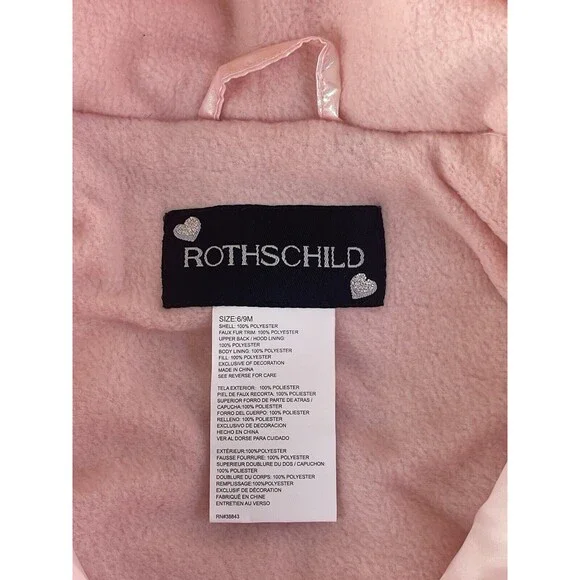 ROTHSCHILD
SIZE: 6/9M
SHELL: 100% POLYESTER
FAUX FUR TRIM: 100% POLYESTER
UPPER BACK / HOOD LINING:
100% POLYESTER
BODY LINING: 100% POLYESTER
FILL: 100% POLYESTER
EXCLUSIVE OF DECORATION
MADE IN CHINA
SEE REVERSE FOR CARE
TELA EXTERIOR: 100% POLIESTER
PIEL DE FAUX RECORTA: 100% POLIESTER
SUPERIOR FORRO DE PARTE DE ATRAS /
CAPUCHA:100% POLIESTER
FORRO DEL CUERPO: 100% POLIESTER
RELLENO: 100% POLIESTER
EXCLUSIVO DE DECORACION
HECHO EN CHINA
VER AL DORSE PARA CUIDADO
EXTÉRIEUR:100%POLYESTER
FAUSSE FOURRURE: 100%POLYESTER
SUPERIEUR DOUBLURE DU DOS / CAPUCHON:
100% POLYESTER
DOUBLURE DU CORPS: 100%POLYESTER
REMPLISSAGE:100%POLYESTER
EXCLUSIF DE DÉCORATION
FABRIQUÉ EN CHINE
ENTRETIEN AU VERSO
RN#38843